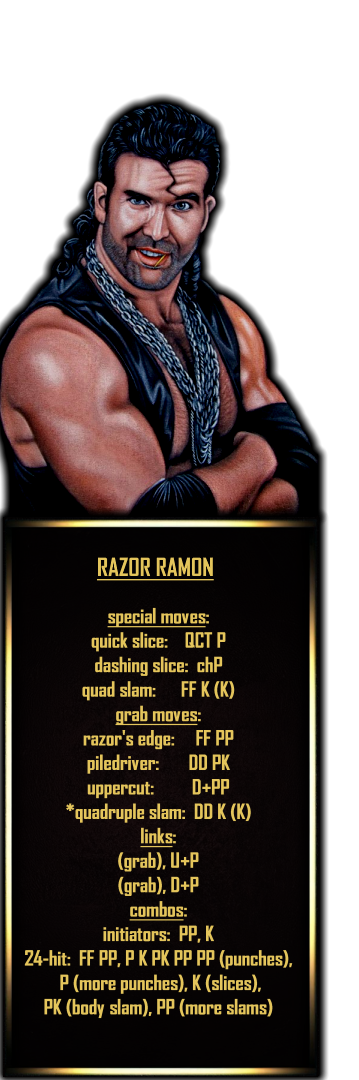 RAZOR RAMON
special moves:
quick slice: QCT P
dashing slice: chP
quad slam: FF K (K)
grab moves:
razor's edge: FF PP
piledriver: DD PK
uppercut: D+PP
*quadruple slam: DD K (K)
links:
(grab), U+P
(grab), D+P
combos:
initiators: PP, K
24-hit: FF PP, P K PK PP PP (punches),
P (more punches), K (slices),
PK (body slam), PP (more slams)